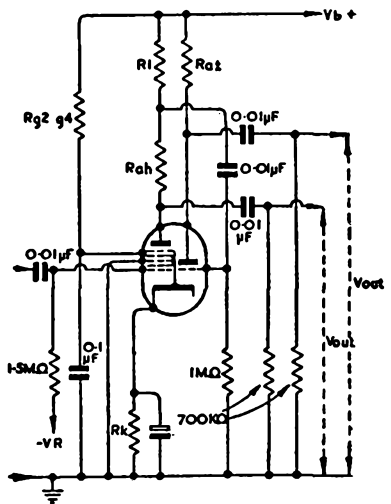 Vb +
R1
Rat
Rg2 g4
0·01µF
0·01µF
Rah
0·01
µF
0·01µF
0·1
µF
Vout
Vout
1·5MΩ
1MΩ
700KΩ
-VR
Rk